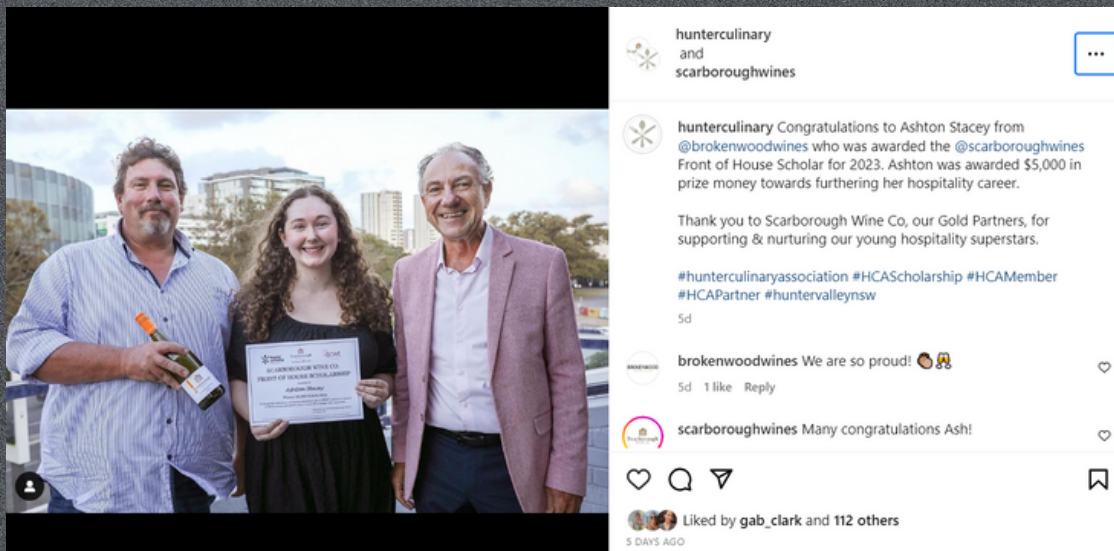 hunterculinary
and
scarboroughwines
hunterculinary Congratulations to Ashton Stacey from
@brokenwoodwines who was awarded the @scarboroughwines
Front of House Scholar for 2023. Ashton was awarded $5,000 in
prize money towards furthering her hospitality career.
Thank you to Scarborough Wine Co, our Gold Partners, for
supporting & nurturing our young hospitality superstars.
#hunterculinaryassociation #HCAScholarship #HCAMember
#HCAPartner #huntervalleynsw
5d
BROKENWOOD
brokenwoodwines We are so proud! 👏🏽🥂
5d 1 like Reply
Scarborough
scarboroughwines Many congratulations Ash!
Liked by gab_clark and 112 others
5 DAYS AGO
SCARBOROUGH WINE CO.
FRONT OF HOUSE SCHOLARSHIP
Ashton Stacey